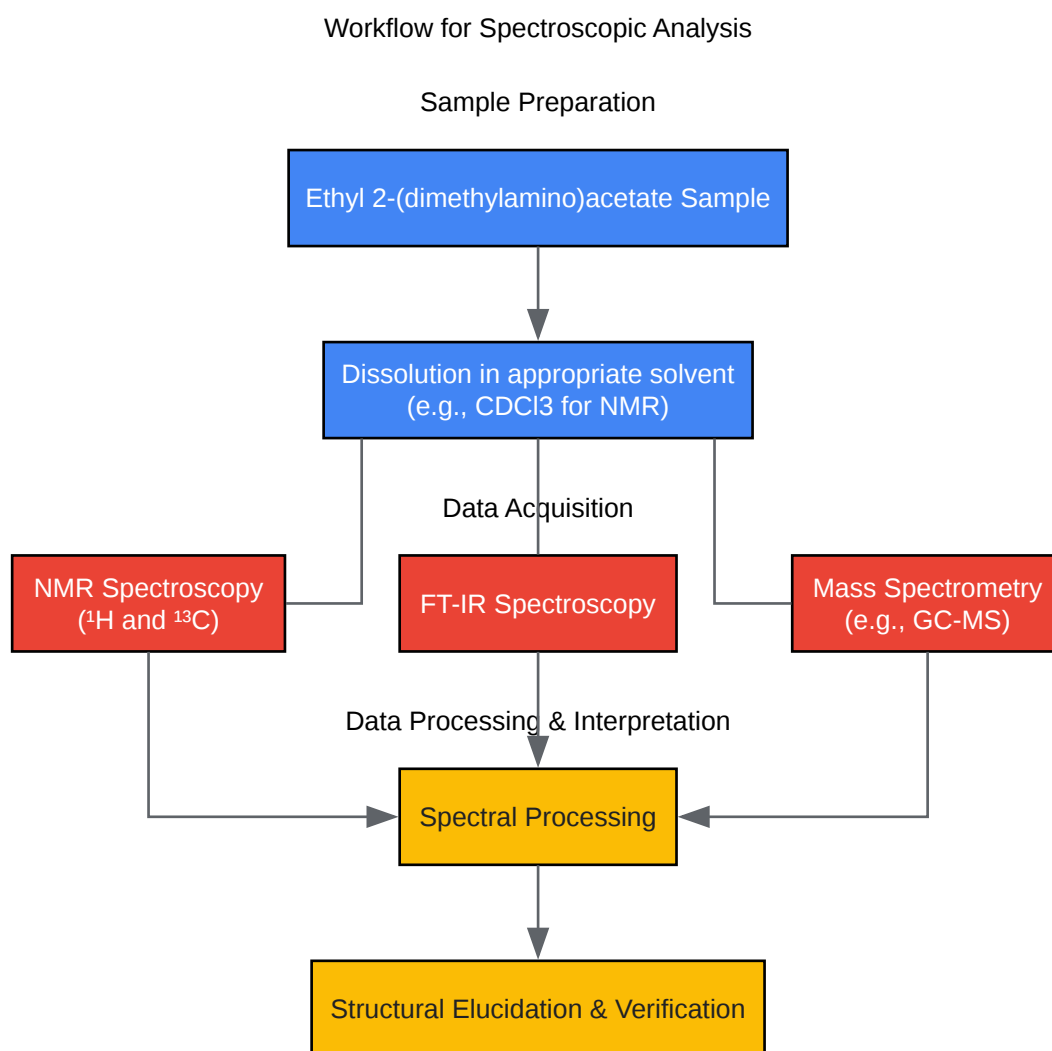 Workflow for Spectroscopic Analysis
Sample Preparation
Ethyl 2-(dimethylamino)acetate Sample
Dissolution in appropriate solvent
(e.g., CDCl3 for NMR)
Data Acquisition
NMR Spectroscopy
(¹H and ¹³C)
FT-IR Spectroscopy
Mass Spectrometry
(e.g., GC-MS)
Data Processing & Interpretation
Spectral Processing
Structural Elucidation & Verification